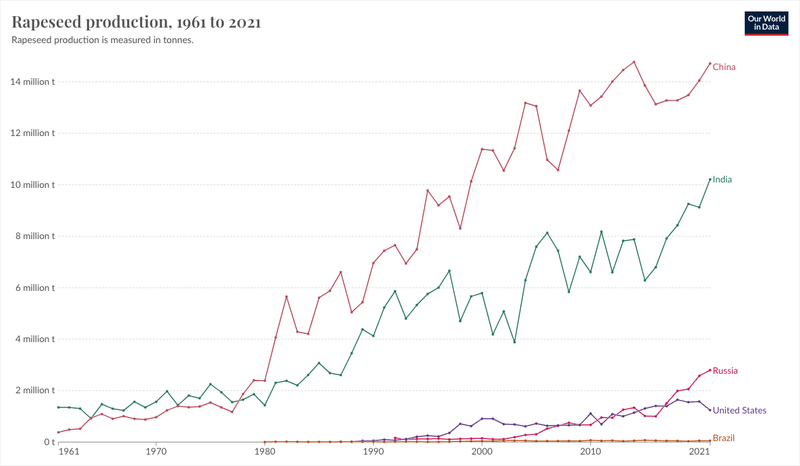 Rapeseed production, 1961 to 2021
Rapeseed production is measured in tonnes.
Our World
in Data
14 million t
12 million t
10 million t
8 million t
6 million t
4 million t
2 million t
0 t
China
India
Russia
United States
Brazil
1961
1970
1980
1990
2000
2010
2021